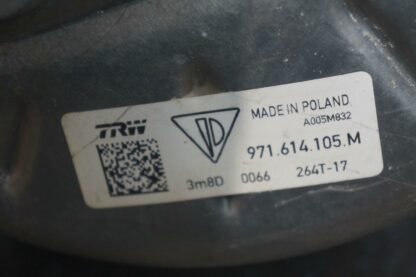 TRW
MADE IN POLAND
A005M832
971.614.105.M
3m8D 0066 264T-17